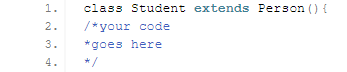 1. class Student extends Person(){
2. /*your code
3. *goes here
4. */